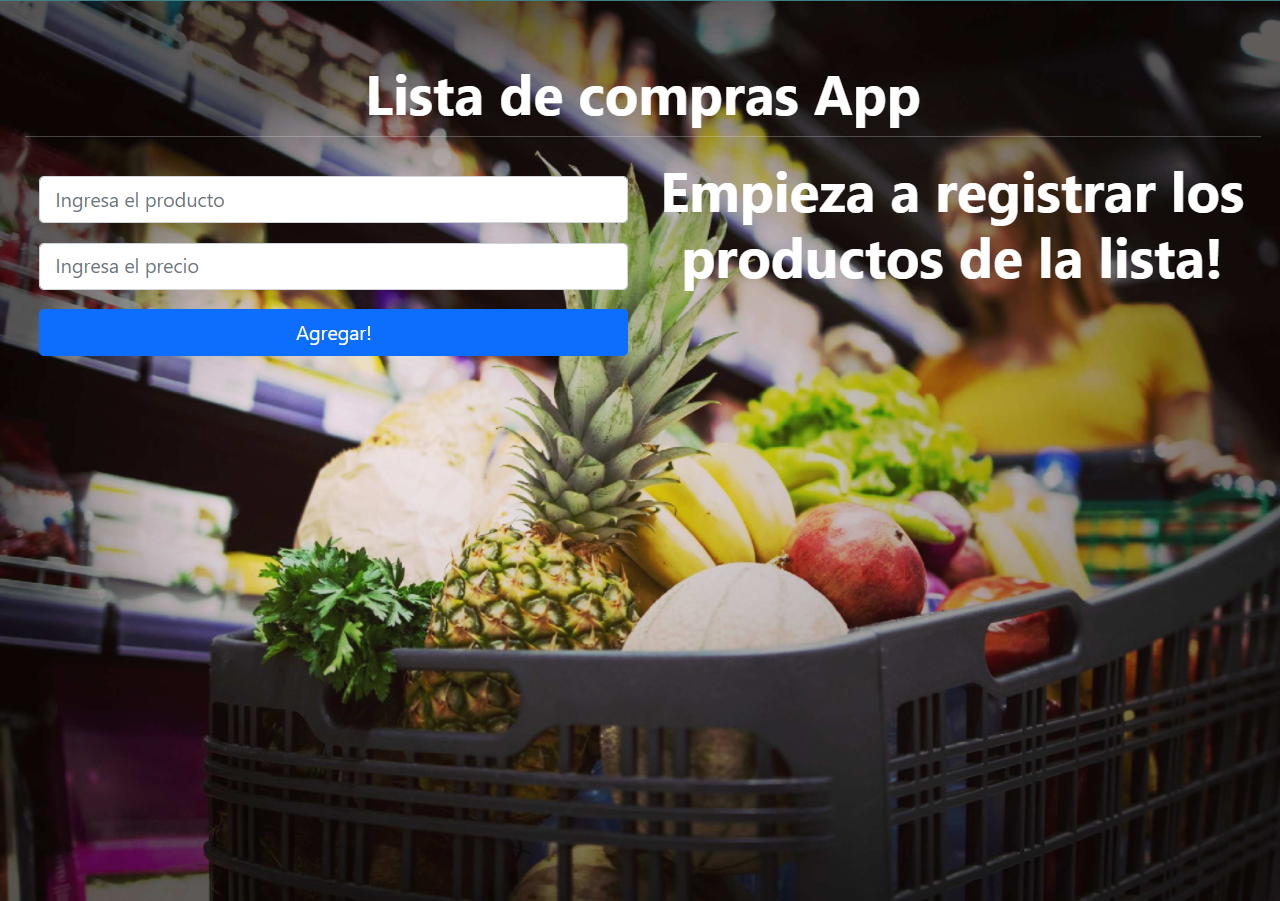 Lista de compras App
Ingresa el producto
Ingresa el precio
Agregar!
Empieza a registrar los
productos de la lista!